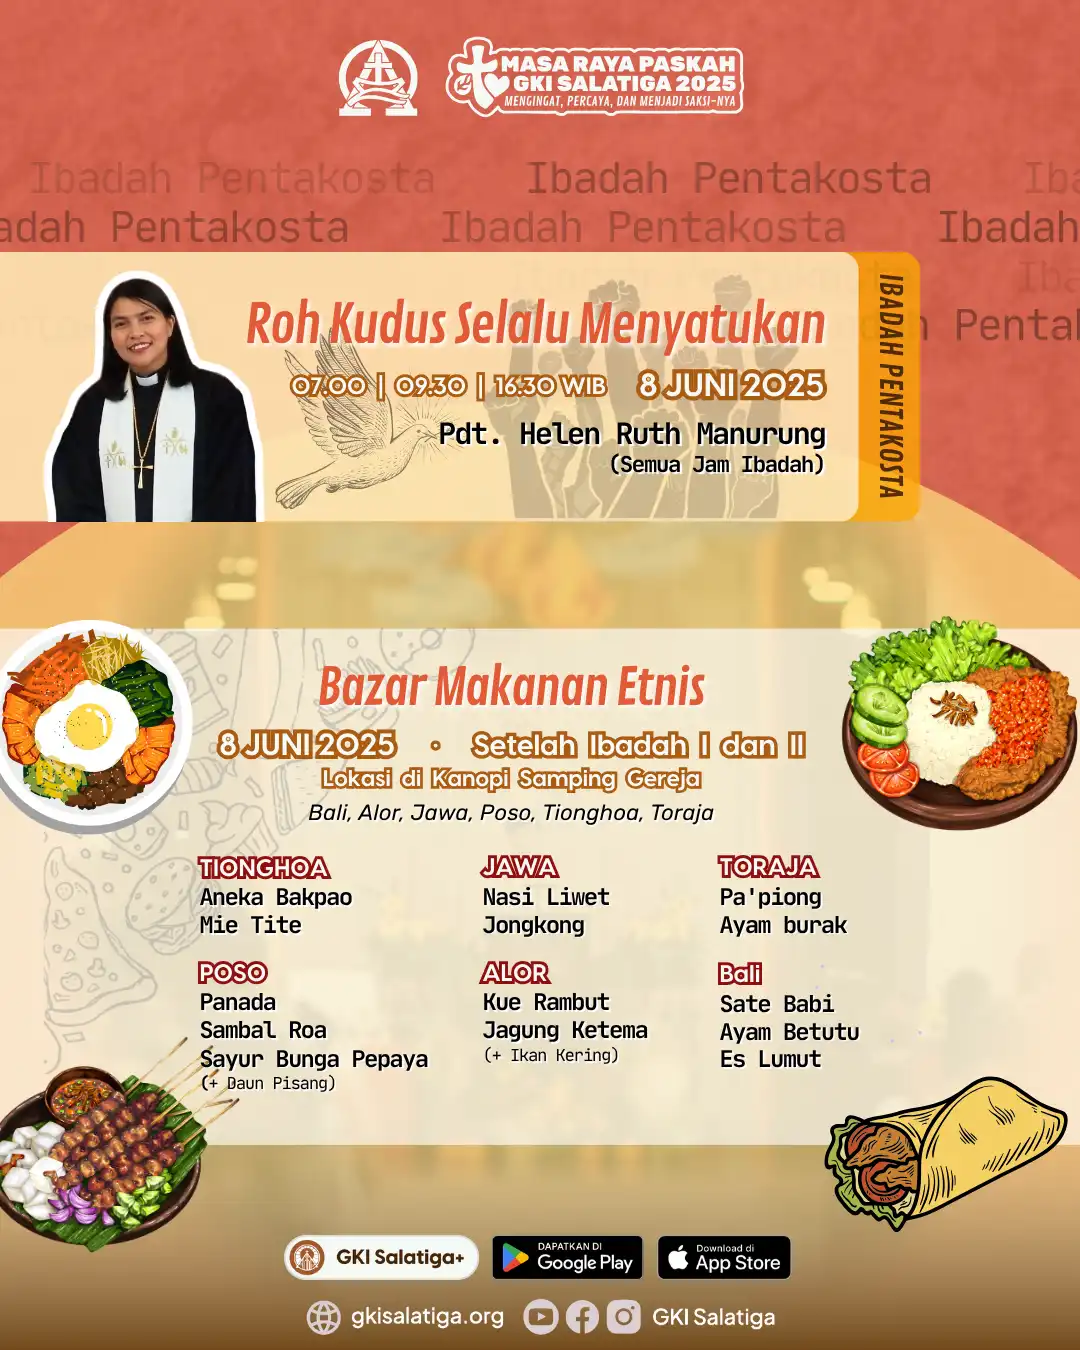 MASA RAYA PASKAH
GKI SALATIGA 2025
MENGINGAT, PERCAYA, DAN MENJADI SAKSI-NYA
Ibadah Pentakosta Ibadah Pentakosta Iba
adah Pentakosta Ibadah Pentakosta Ibadah
Iba
Pentak
Roh Kudus Selalu Menyatukan
07.00 | 09.30 | 16.30 WIB 8 JUNI 2025
Pdt. Helen Ruth Manurung
(Semua Jam Ibadah)
IBADAH PENTAKOSTA
Bazar Makanan Etnis
8 JUNI 2025 • Setelah Ibadah I dan II
Lokasi di Kanopi Samping Gereja
Bali, Alor, Jawa, Poso, Tionghoa, Toraja
TIONGHOA
Aneka Bakpao
Mie Tite
JAWA
Nasi Liwet
Jongkong
TORAJA
Pa'piong
Ayam burak
POSO
Panada
Sambal Roa
Sayur Bunga Pepaya
(+ Daun Pisang)
ALOR
Kue Rambut
Jagung Ketema
(+ Ikan Kering)
Bali
Sate Babi
Ayam Betutu
Es Lumut
GKI Salatiga+
DAPATKAN DI
Google Play
Download di
App Store
gkisalatiga.org
GKI Salatiga